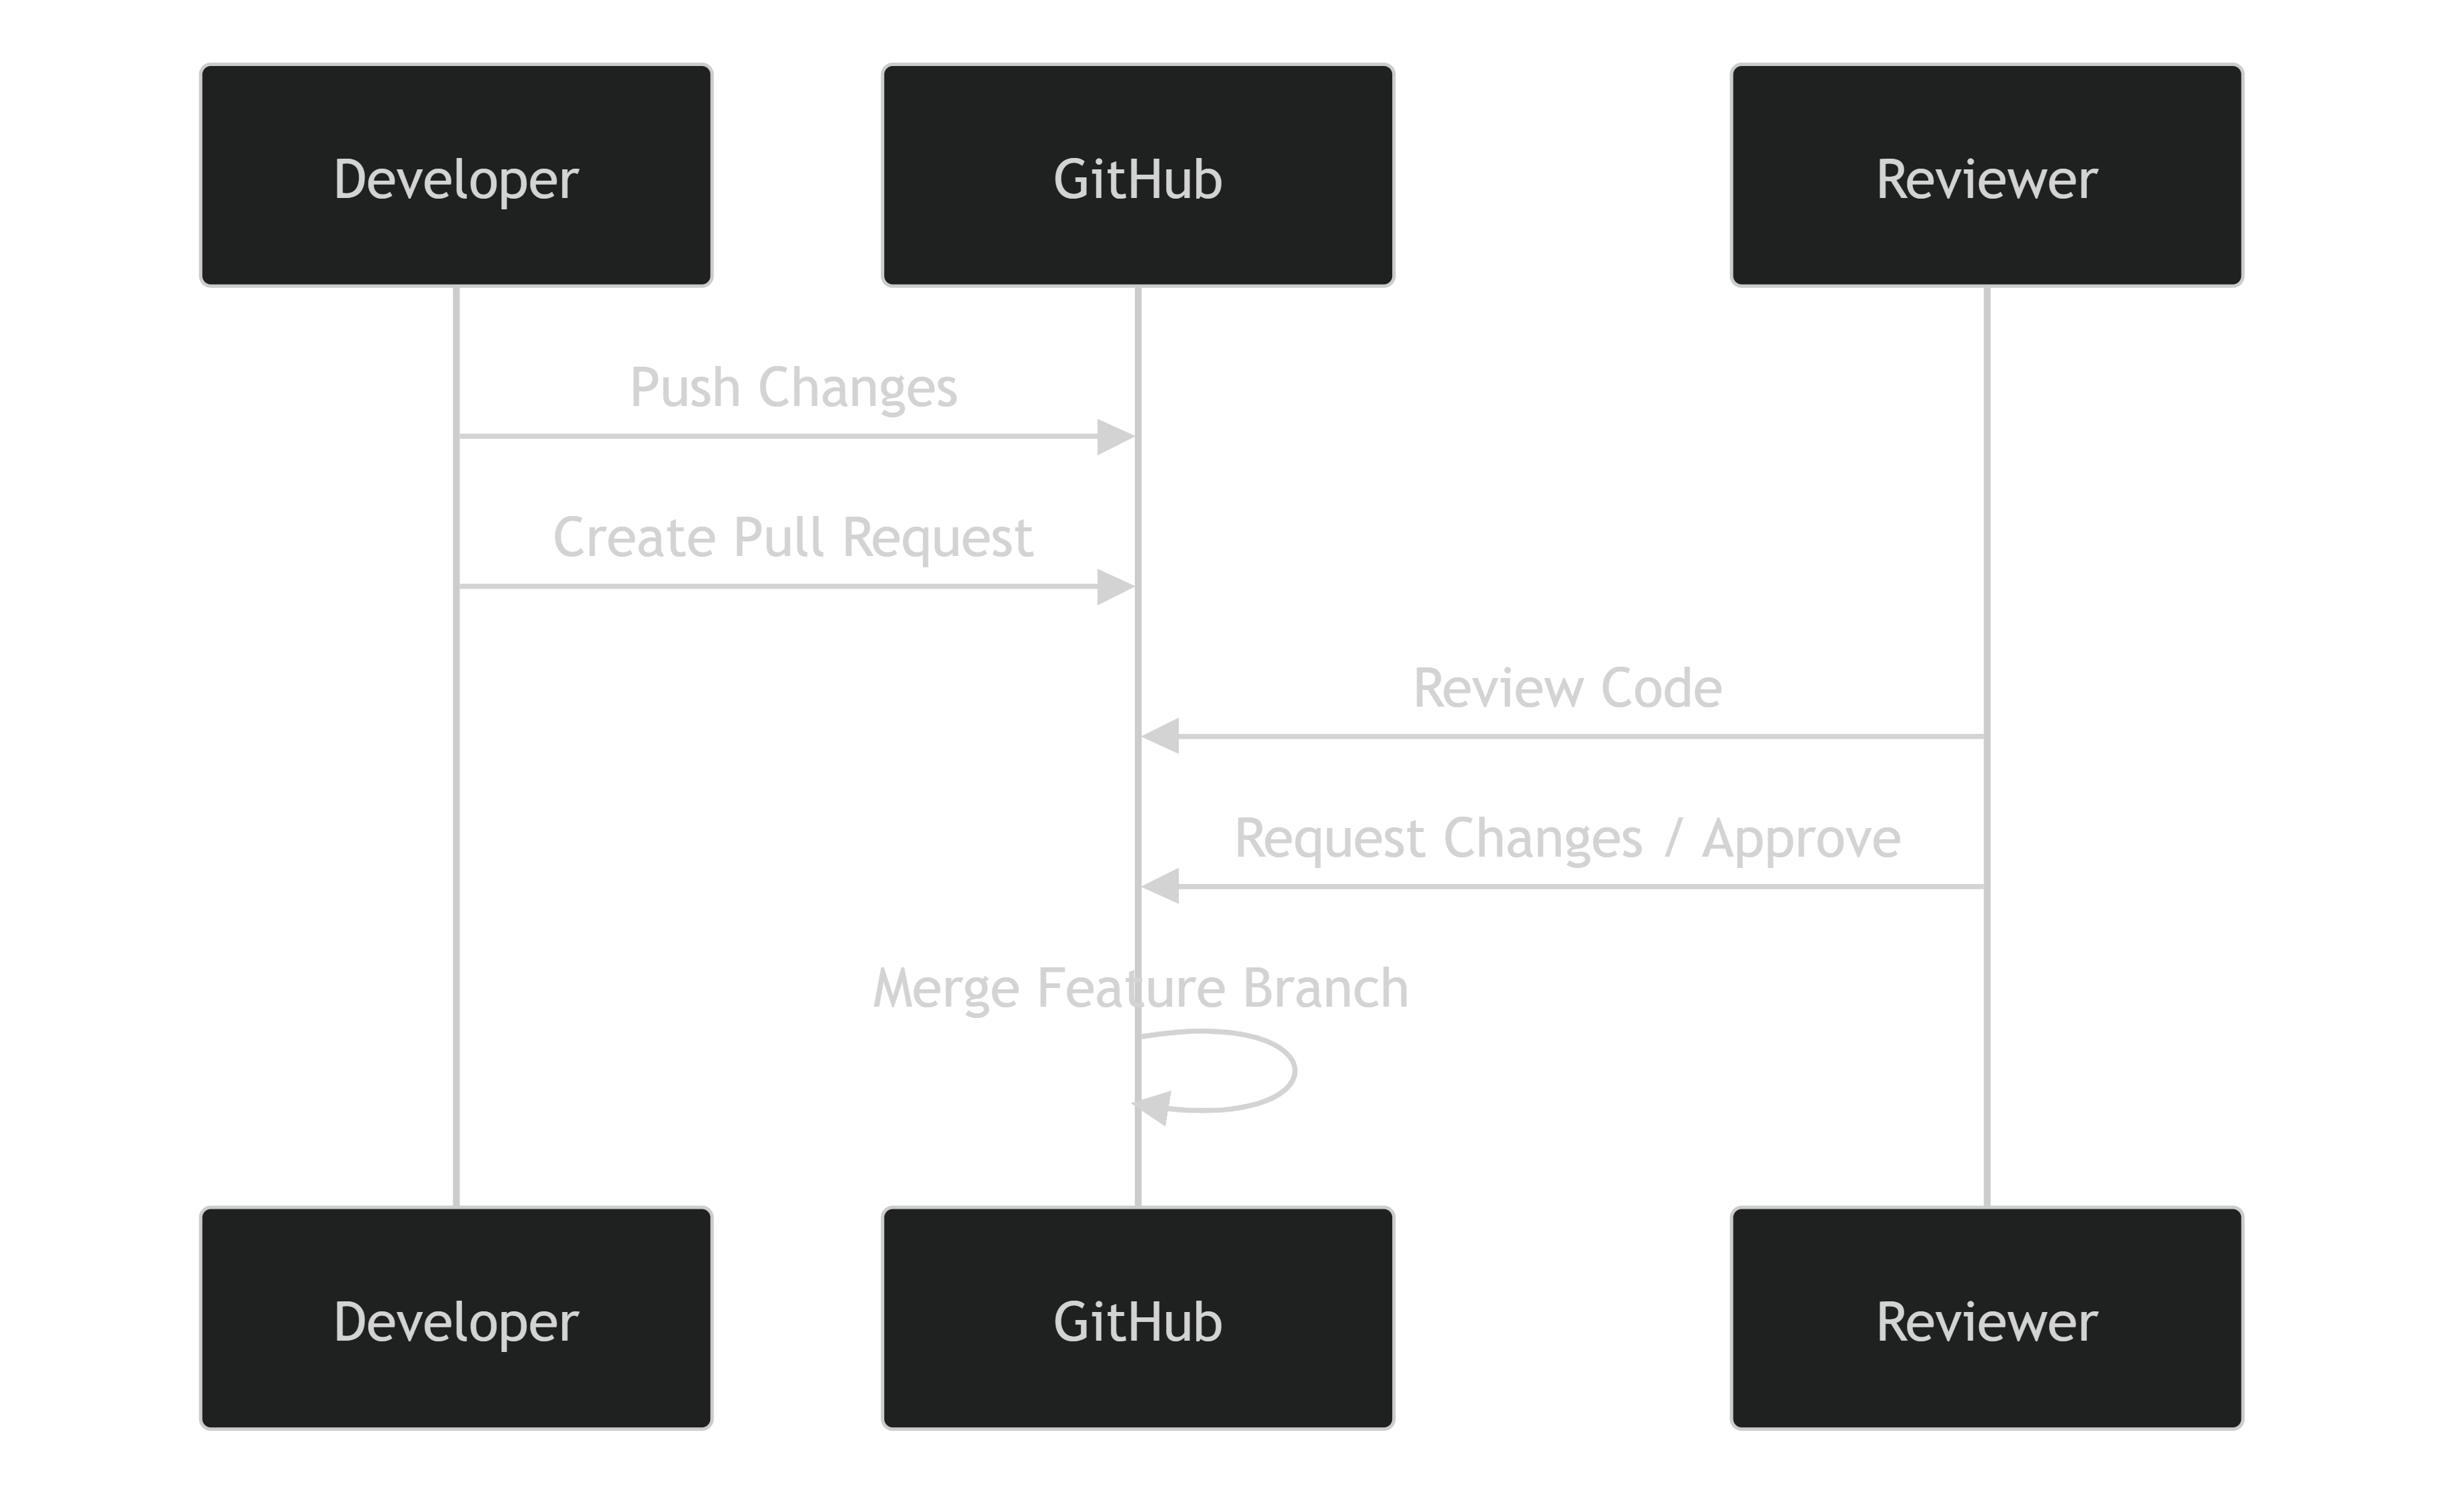 Developer
GitHub
Reviewer
Push Changes
Create Pull Request
Review Code
Request Changes / Approve
Merge Feature Branch
Developer
GitHub
Reviewer